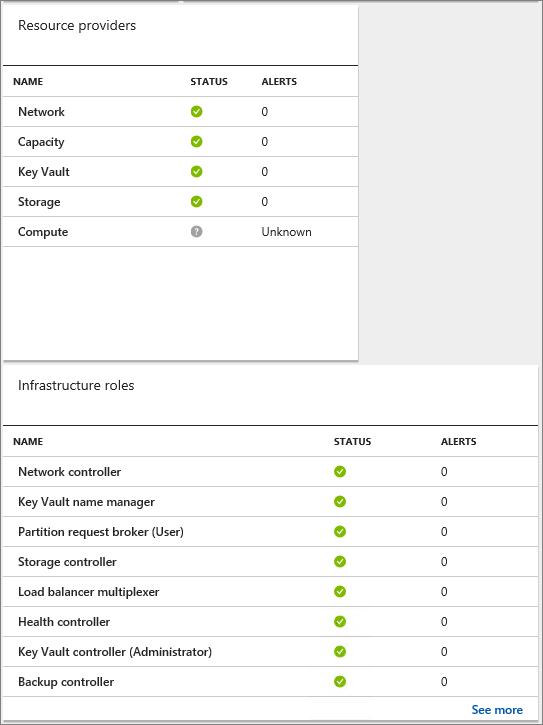 Resource providers
NAME STATUS ALERTS
Network 0
Capacity 0
Key Vault 0
Storage 0
Compute ? Unknown
Infrastructure roles
NAME STATUS ALERTS
Network controller 0
Key Vault name manager 0
Partition request broker (User) 0
Storage controller 0
Load balancer multiplexer 0
Health controller 0
Key Vault controller (Administrator) 0
Backup controller 0
See more